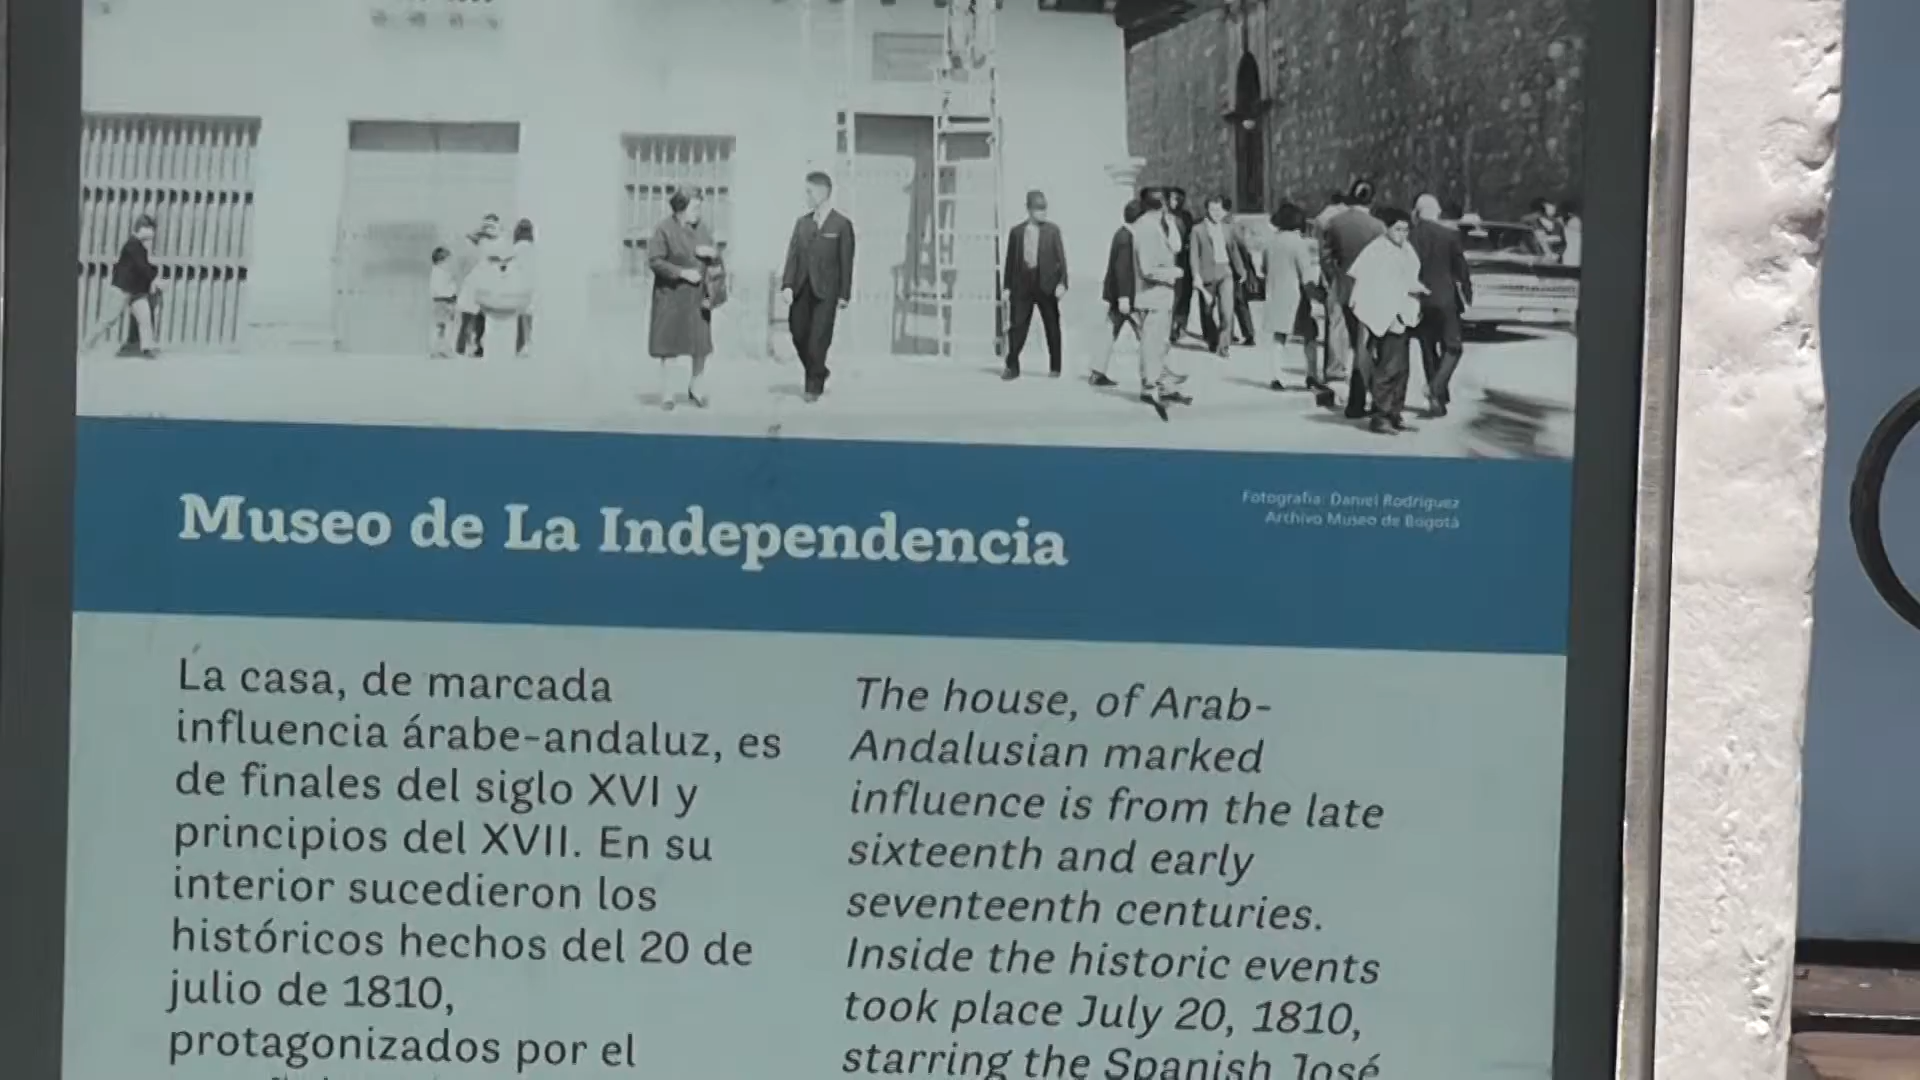 Museo de La Independencia
Fotografía: Daniel Rodríguez
Archivo Museo de Bogotá
La casa, de marcada
influencia árabe-andaluz, es
de finales del siglo XVI y
principios del XVII. En su
interior sucedieron los
históricos hechos del 20 de
julio de 1810,
protagonizados por el
The house, of Arab-
Andalusian marked
influence is from the late
sixteenth and early
seventeenth centuries.
Inside the historic events
took place July 20, 1810,
starring the Spanish José